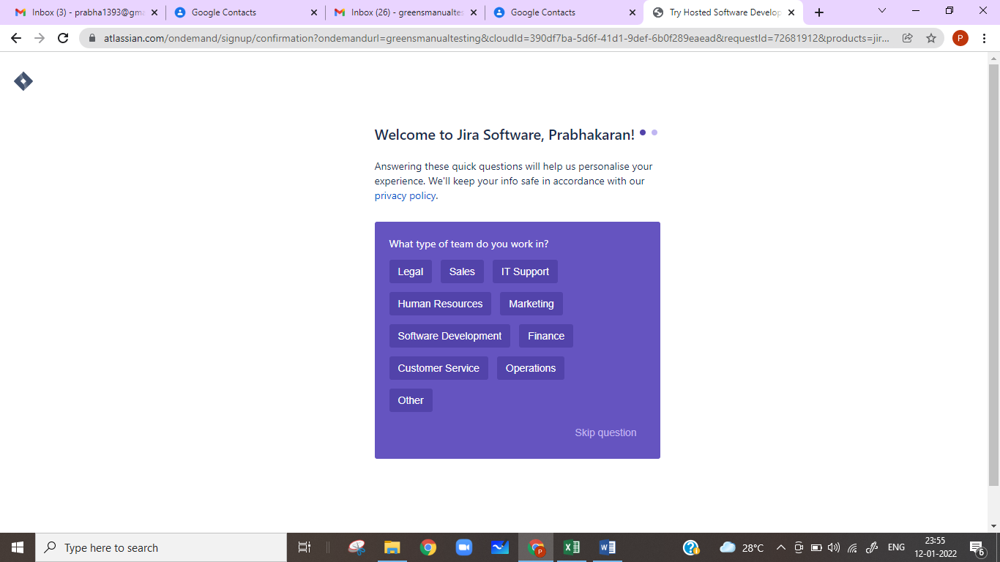 Inbox (3) - prabha1393@gma
Google Contacts
Inbox (26) - greensmanualtes
Google Contacts
Try Hosted Software Develop
atlassian.com/ondemand/signup/confirmation?ondemandurl=greensmanualtesting&cloudId=390df7ba-5d6f-41d1-9def-6b0f289eaead&requestId=72681912&products=jir...
P
Welcome to Jira Software, Prabhakaran!
Answering these quick questions will help us personalise your
experience. We'll keep your info safe in accordance with our
privacy policy.
What type of team do you work in?
Legal Sales IT Support
Human Resources Marketing
Software Development Finance
Customer Service Operations
Other
Skip question
Type here to search
P
28°C
ENG
23:55
12-01-2022
6